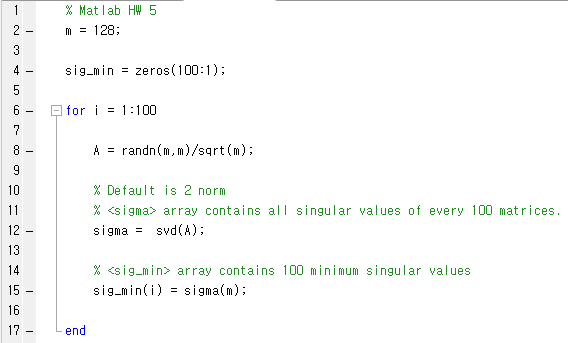 1 % Matlab HW 5
2 – m = 128;
3
4 – sig_min = zeros(100:1);
5
6 – for i = 1:100
7
8 – A = randn(m,m)/sqrt(m);
9
10 % Default is 2 norm
11 % <sigma> array contains all singular values of every 100 matrices.
12 – sigma =  svd(A);
13
14 % <sig_min> array contains 100 minimum singular values
15 – sig_min(i) = sigma(m);
16
17 – end